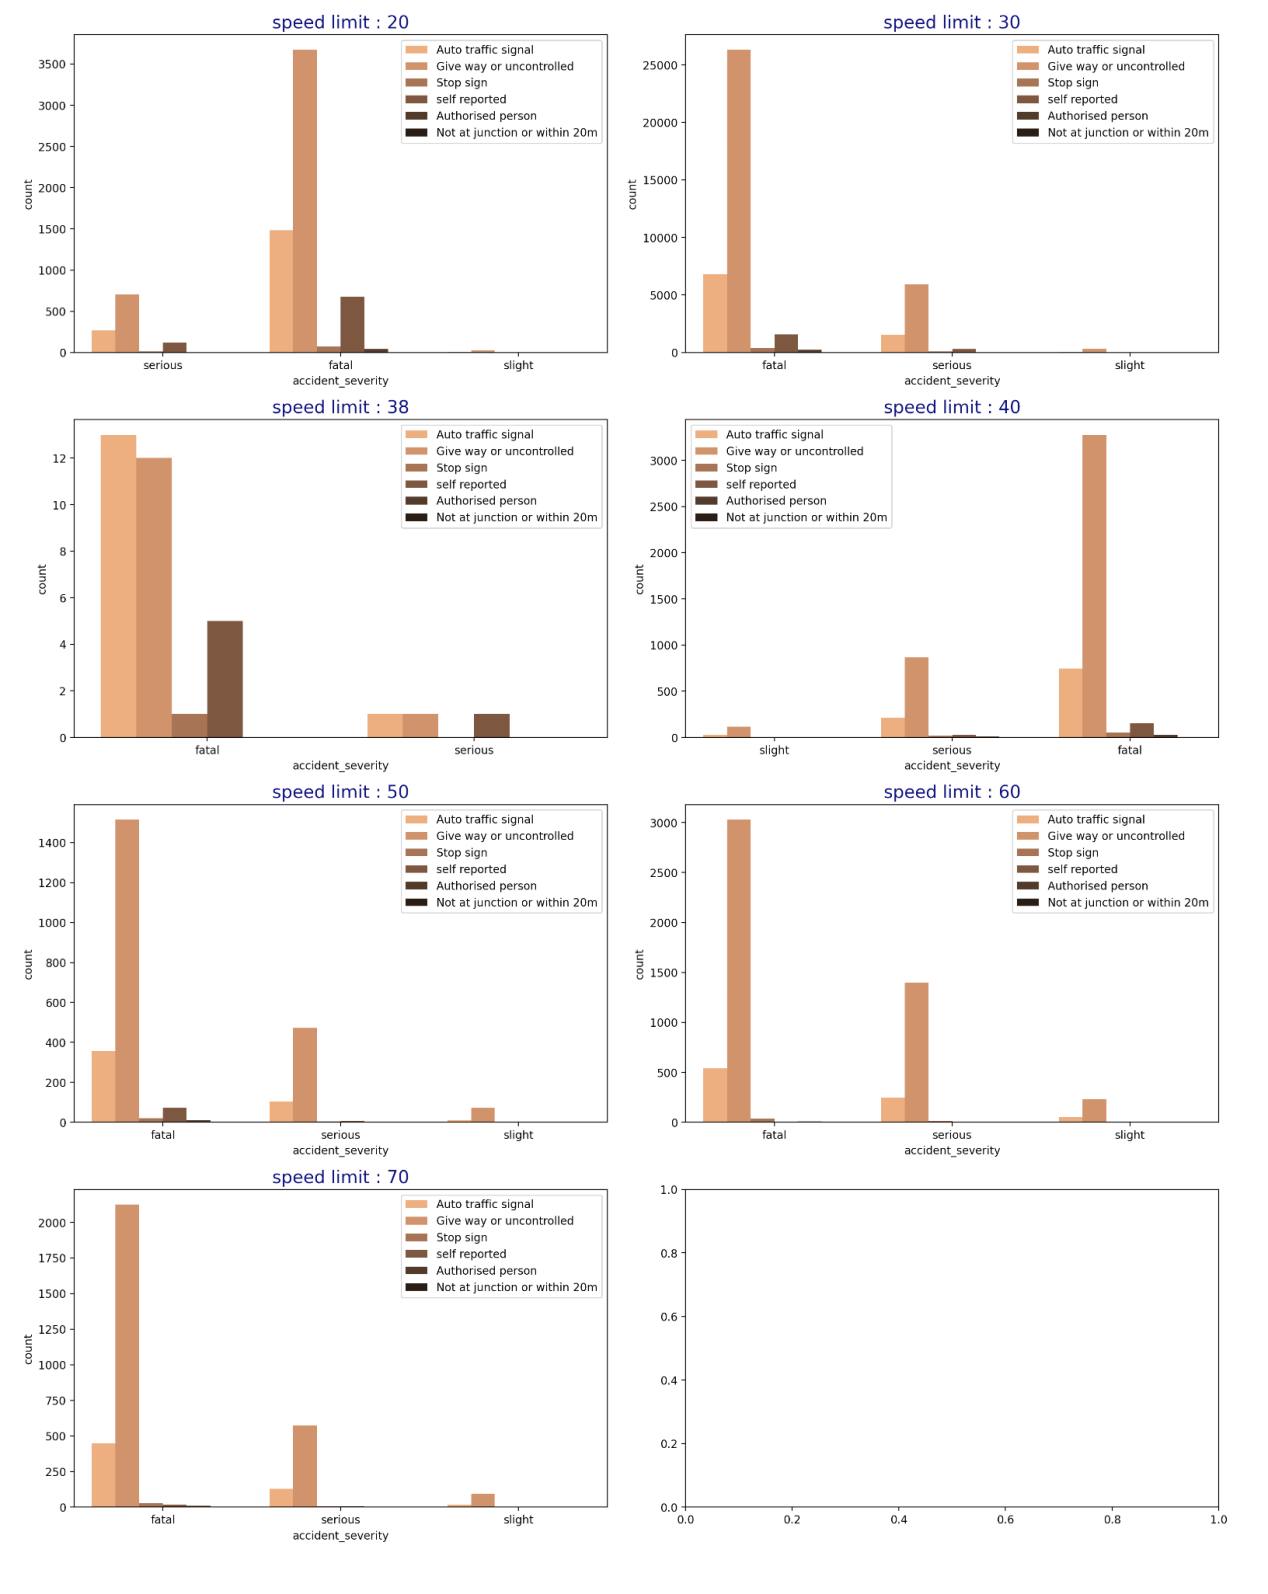 speed limit : 20
3500
3000
2500
2000
1500
1000
500
0
count
Auto traffic signal
Give way or uncontrolled
Stop sign
self reported
Authorised person
Not at junction or within 20m
serious fatal slight
accident_severity
speed limit : 30
25000
20000
15000
10000
5000
0
count
Auto traffic signal
Give way or uncontrolled
Stop sign
self reported
Authorised person
Not at junction or within 20m
fatal serious slight
accident_severity
speed limit : 38
12
10
8
6
4
2
0
count
Auto traffic signal
Give way or uncontrolled
Stop sign
self reported
Authorised person
Not at junction or within 20m
fatal serious
accident_severity
speed limit : 40
3000
2500
2000
1500
1000
500
0
count
Auto traffic signal
Give way or uncontrolled
Stop sign
self reported
Authorised person
Not at junction or within 20m
slight serious fatal
accident_severity
speed limit : 50
1400
1200
1000
800
600
400
200
0
count
Auto traffic signal
Give way or uncontrolled
Stop sign
self reported
Authorised person
Not at junction or within 20m
fatal serious slight
accident_severity
speed limit : 60
3000
2500
2000
1500
1000
500
0
count
Auto traffic signal
Give way or uncontrolled
Stop sign
self reported
Authorised person
Not at junction or within 20m
fatal serious slight
accident_severity
speed limit : 70
2000
1750
1500
1250
1000
750
500
250
0
count
Auto traffic signal
Give way or uncontrolled
Stop sign
self reported
Authorised person
Not at junction or within 20m
fatal serious slight
accident_severity
1.0
0.8
0.6
0.4
0.2
0.0
0.0 0.2 0.4 0.6 0.8 1.0